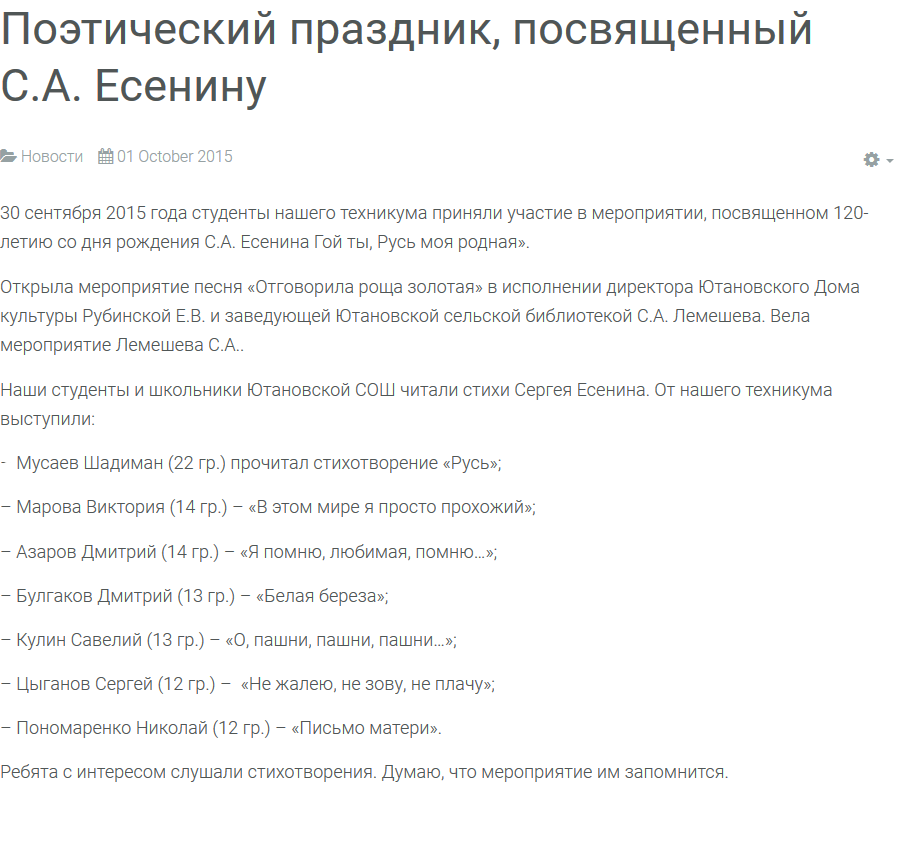 Поэтический праздник, посвященный
С.А. Есенину
Новости 01 October 2015
30 сентября 2015 года студенты нашего техникума приняли участие в мероприятии, посвященном 120-
летию со дня рождения С.А. Есенина Гой ты, Русь моя родная».
Открыла мероприятие песня «Отговорила роща золотая» в исполнении директора Ютановского Дома
культуры Рубинской Е.В. и заведующей Ютановской сельской библиотекой С.А. Лемешева. Вела
мероприятие Лемешева С.А..
Наши студенты и школьники Ютановской СОШ читали стихи Сергея Есенина. От нашего техникума
выступили:
- Мусаев Шадиман (22 гр.) прочитал стихотворение «Русь»;
– Марова Виктория (14 гр.) – «В этом мире я просто прохожий»;
– Азаров Дмитрий (14 гр.) – «Я помню, любимая, помню…»;
– Булгаков Дмитрий (13 гр.) – «Белая береза»;
– Кулин Савелий (13 гр.) – «О, пашни, пашни, пашни…»;
– Цыганов Сергей (12 гр.) – «Не жалею, не зову, не плачу»;
– Пономаренко Николай (12 гр.) – «Письмо матери».
Ребята с интересом слушали стихотворения. Думаю, что мероприятие им запомнится.